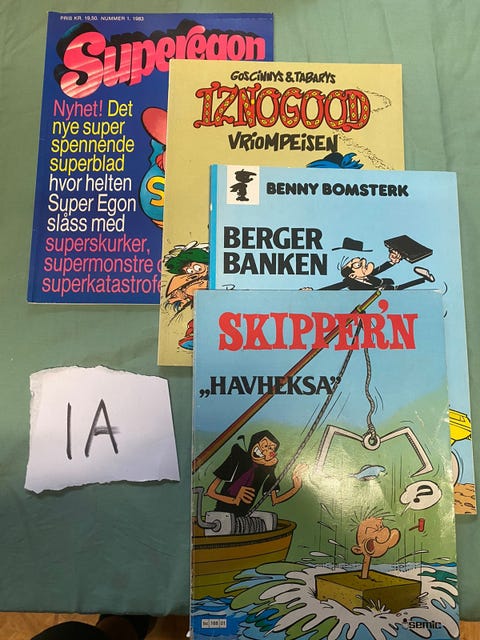 PRIS KR. 19,50. NUMMER 1, 1983
Superegon
Nyhet! Det
nye super
spennende
superblad
hvor helten
Super Egon
slåss med
superskurker,
supermonstre
superkatastrofe
GOSCINNYS & TABARYS
IZNOGOOD
VRIOMPEISEN
BENNY BOMSTERK
BERGER
BANKEN
SKIPPER'N
„HAVHEKSA"
?
semic
1A